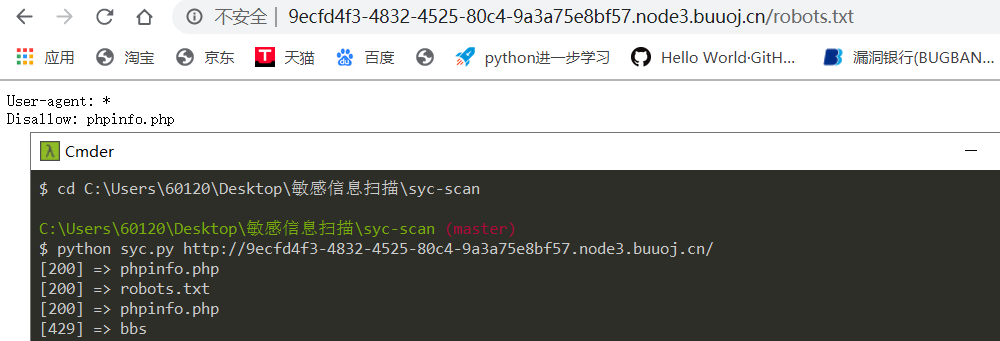 不安全 | 9ecfd4f3-4832-4525-80c4-9a3a75e8bf57.node3.buuoj.cn/robots.txt
应用 淘宝 京东 天猫 百度 python进一步学习 Hello World·GitH... 漏洞银行(BUGBAN...
User-agent: *
Disallow: phpinfo.php
Cmder
$ cd C:\Users\60120\Desktop\敏感信息扫描\syc-scan
C:\Users\60120\Desktop\敏感信息扫描\syc-scan (master)
$ python syc.py http://9ecfd4f3-4832-4525-80c4-9a3a75e8bf57.node3.buuoj.cn/
[200] => phpinfo.php
[200] => robots.txt
[200] => phpinfo.php
[429] => bbs